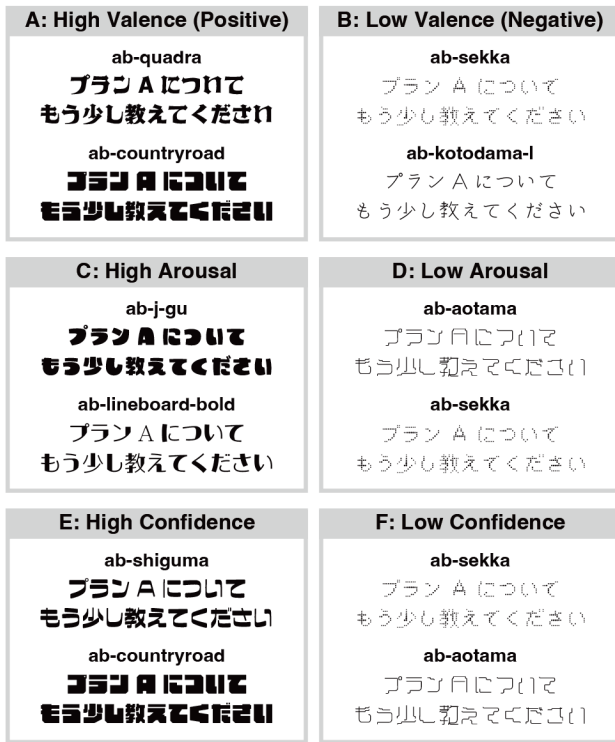 A: High Valence (Positive)
ab-quadra
プラン A について
もう少し教えてください
ab-countryroad
プラン A について
もう少し教えてください
B: Low Valence (Negative)
ab-sekka
プラン A について
もう少し教えてください
ab-kotodama-l
プラン A について
もう少し教えてください
C: High Arousal
ab-j-gu
プラン A について
もう少し教えてください
ab-lineboard-bold
プラン A について
もう少し教えてください
D: Low Arousal
ab-aotama
プラン A について
もう少し教えてください
ab-sekka
プラン A について
もう少し教えてください
E: High Confidence
ab-shiguma
プラン A について
もう少し教えてください
ab-countryroad
プラン A について
もう少し教えてください
F: Low Confidence
ab-sekka
プラン A について
もう少し教えてください
ab-aotama
プラン A について
もう少し教えてください